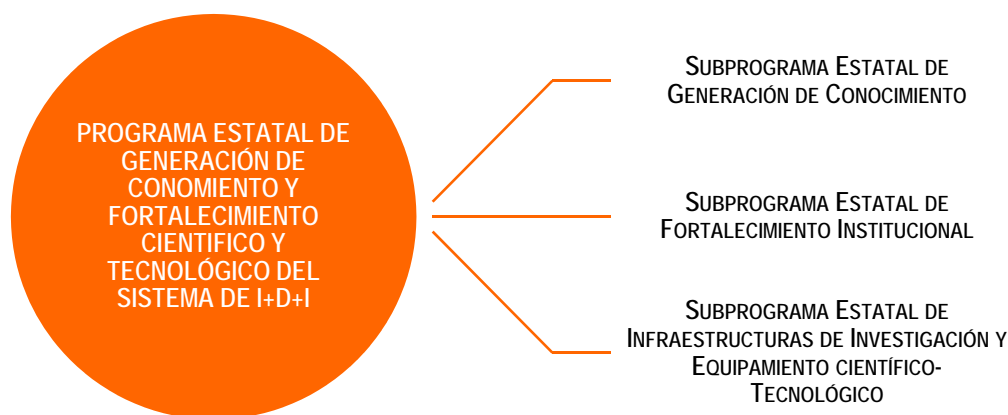 PROGRAMA ESTATAL DE
GENERACIÓN DE
CONOMIENTO Y
FORTALECIMIENTO
CIENTIFICO Y
TECNOLÓGICO DEL
SISTEMA DE I+D+I
SUBPROGRAMA ESTATAL DE
GENERACIÓN DE CONOCIMIENTO
SUBPROGRAMA ESTATAL DE
FORTALECIMIENTO INSTITUCIONAL
SUBPROGRAMA ESTATAL DE
INFRAESTRUCTURAS DE INVESTIGACIÓN Y
EQUIPAMIENTO CIENTÍFICO-
TECNOLÓGICO